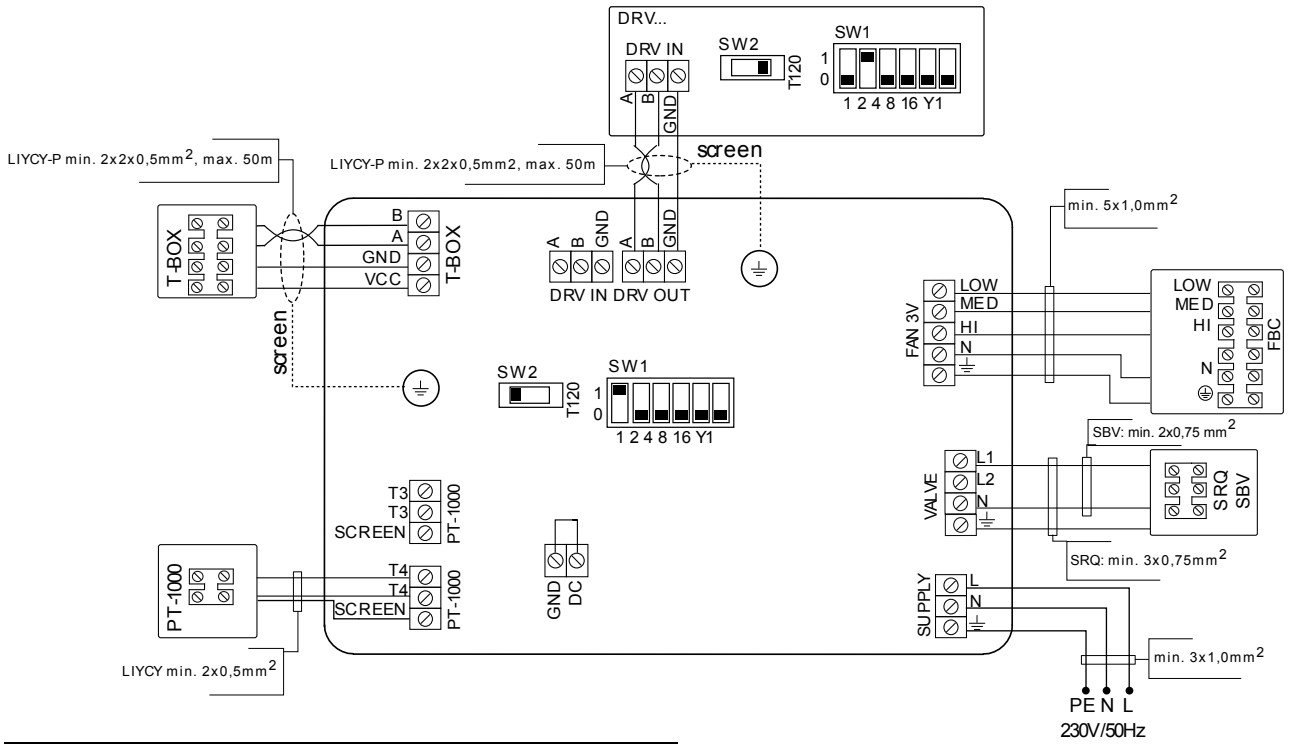 DRV...
DRV IN
SW2
SW1
T120
1
0
1 2 4 8 16 Y1
A
B
GND
screen
LIYCY-P min. 2x2x0,5mm², max. 50m
LIYCY-P min. 2x2x0,5mm2, max. 50m
T-BOX
B
A
GND
VCC
T-BOX
screen
A
B
GND
A
B
GND
DRV IN DRV OUT
SW2
SW1
T120
1
0
1 2 4 8 16 Y1
min. 5x1,0mm²
FAN 3V
LOW
MED
HI
N
LOW
MED
HI
N
FBC
SBV: min. 2x0,75 mm²
VALVE
L1
L2
N
SRQ
SBV
SRQ: min. 3x0,75mm²
T3
T3
SCREEN
PT-1000
PT-1000
T4
T4
SCREEN
PT-1000
LIYCY min. 2x0,5mm²
GND
DC
SUPPLY
L
N
min. 3x1,0mm²
PE N L
230V/50Hz